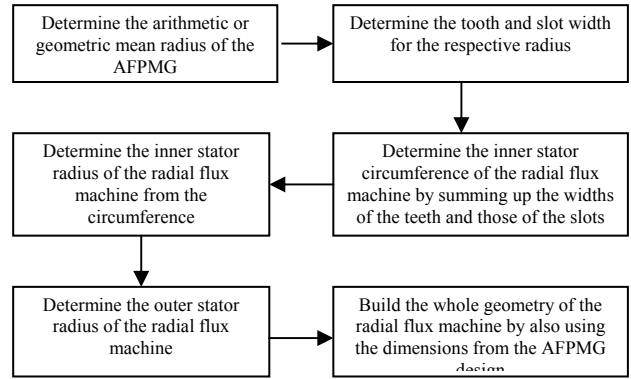 Determine the arithmetic or
geometric mean radius of the
AFPMG
Determine the tooth and slot width
for the respective radius
Determine the inner stator
circumference of the radial flux
machine by summing up the widths
of the teeth and those of the slots
Determine the inner stator
radius of the radial flux
machine from the
circumference
Determine the outer stator
radius of the radial flux
machine
Build the whole geometry of the
radial flux machine by also using
the dimensions from the AFPMG
design